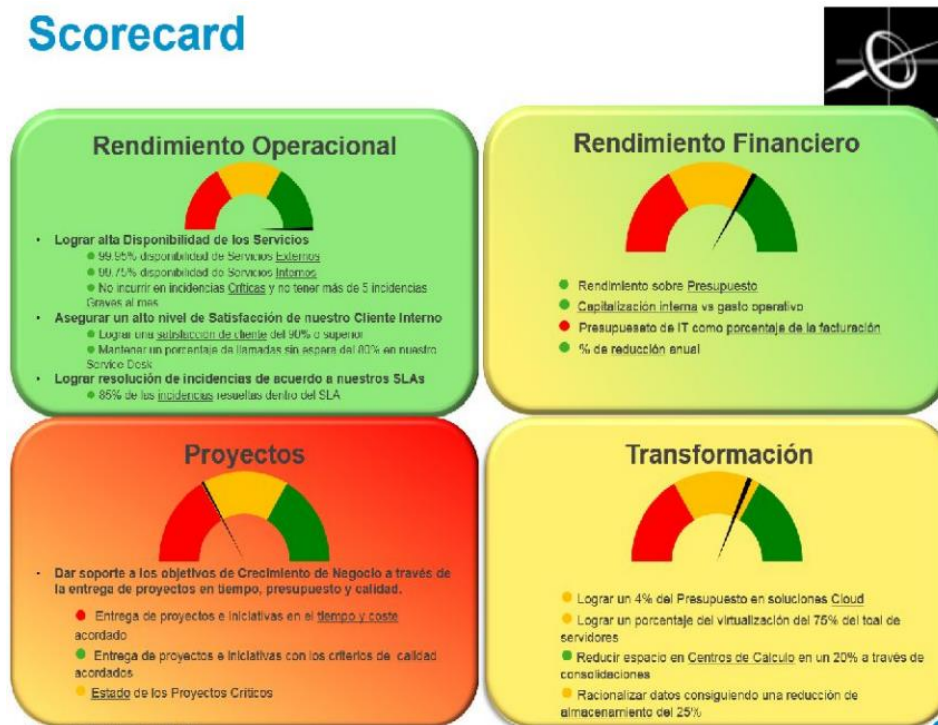 Scorecard
Rendimiento Operacional
• Lograr alta Disponibilidad de los Servicios
99.95% disponibilidad de Servicios Externos
99.75% disponibilidad de Servicios Internos
No incurrir en incidencias Críticas y no tener más de 5 incidencias
Graves al mes
• Asegurar un alto nivel de Satisfacción de nuestro Cliente Interno
Lograr una satisfacción de cliente del 90% o superior
Mantener un porcentaje de llamadas sin espera del 80% en nuestro
Service Desk
• Lograr resolución de incidencias de acuerdo a nuestros SLAs
85% de las incidencias resueltas dentro del SLA
Rendimiento Financiero
Rendimiento sobre Presupuesto
Capitalización interna vs gasto operativo
Presupuesato de IT como porcentaje de la facturación
% de reducción anual
Proyectos
• Dar soporte a los objetivos de Crecimiento de Negocio a través de
la entrega de proyectos en tiempo, presupuesto y calidad.
Entrega de proyectos e Iniciativas en el tiempo y coste
acordado
Entrega de proyectos e Iniciativas con los criterios de calidad
acordados
Estado de los Proyectos Críticos
Transformación
Lograr un 4% del Presupuesto en soluciones Cloud
Lograr un porcentaje del virtualización del 75% del toal de
servidores
Reducir espacio en Centros de Calculo en un 20% a través de
consolidaciones
Racionalizar datos consiguiendo una reducción de
almacenamiento del 25%